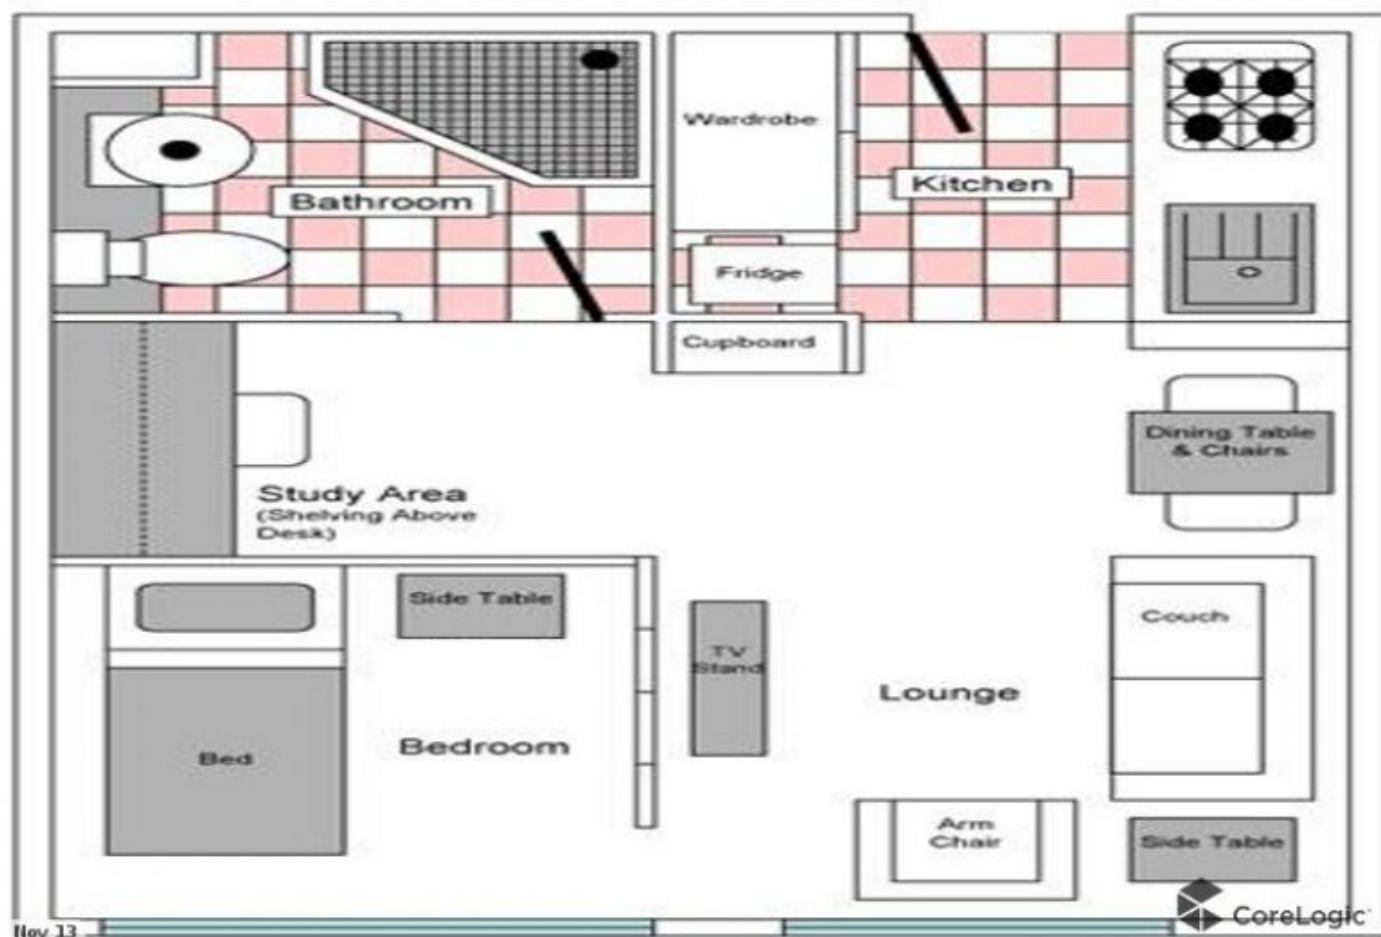 Wardrobe
Kitchen
Bathroom
Fridge
Cupboard
Dining Table
& Chairs
Study Area
(Shelving Above
Desk)
Side Table
Couch
TV
Stand
Lounge
Bedroom
Bed
Arm
Chair
Side Table
CoreLogic
Nov 13